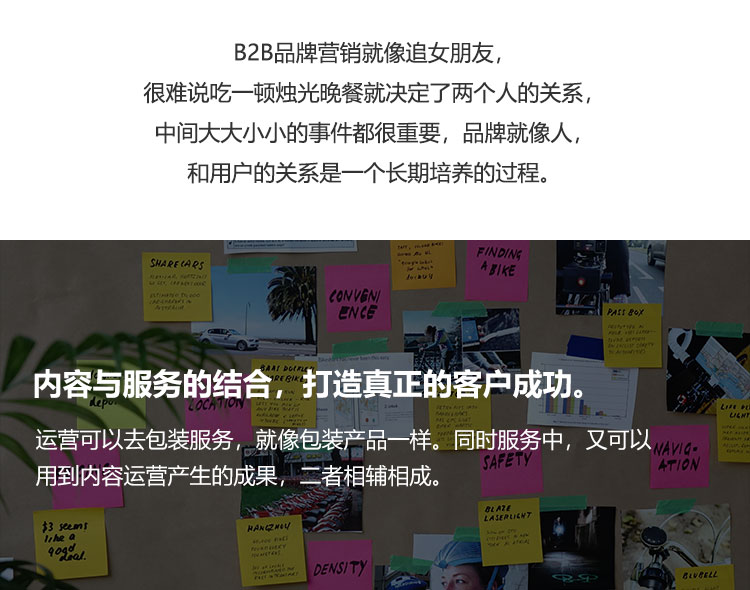 B2B品牌营销就像追女朋友，
很难说吃一顿烛光晚餐就决定了两个人的关系，
中间大大小小的事件都很重要，品牌就像人，
和用户的关系是一个长期培养的过程。
SHARECARS
CONVENI
ENCE
FINDING
A BIKE
PASS BOX
内容与服务的结合，打造真正的客户成功。
LOCATION
运营可以去包装服务，就像包装产品一样。同时服务中，又可以
用到内容运营产生的成果，二者相辅相成。
SAFETY
NAVIG-
ATION
$3 seems
like a
good
deal.
HANGZHOU
BLAZE
LASERLIGHT
DENSITY
BLUBELL